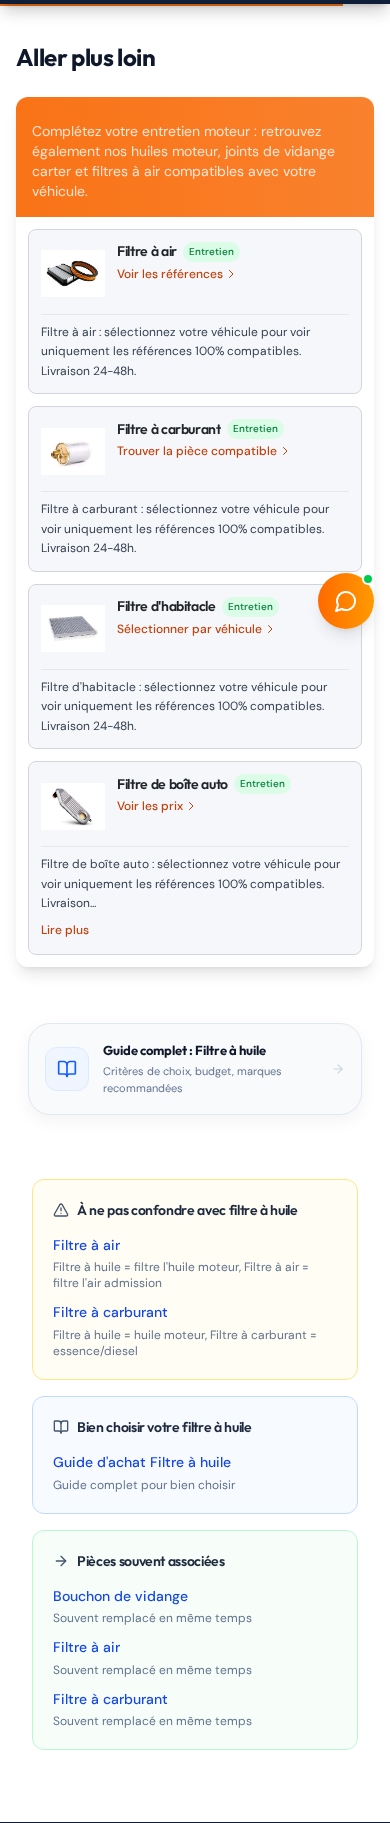 Aller plus loin
Complétez votre entretien moteur : retrouvez
également nos huiles moteur, joints de vidange
carter et filtres à air compatibles avec votre
véhicule.
Filtre à air Entretien
Voir les références
Filtre à air : sélectionnez votre véhicule pour voir
uniquement les références 100% compatibles.
Livraison 24-48h.
Filtre à carburant Entretien
Trouver la pièce compatible
Filtre à carburant : sélectionnez votre véhicule pour
voir uniquement les références 100% compatibles.
Livraison 24-48h.
Filtre d'habitacle Entretien
Sélectionner par véhicule
Filtre d'habitacle : sélectionnez votre véhicule pour
voir uniquement les références 100% compatibles.
Livraison 24-48h.
Filtre de boîte auto Entretien
Voir les prix
Filtre de boîte auto : sélectionnez votre véhicule pour
voir uniquement les références 100% compatibles.
Livraison...
Lire plus
Guide complet : Filtre à huile
Critères de choix, budget, marques
recommandées
À ne pas confondre avec filtre à huile
Filtre à air
Filtre à huile = filtre l'huile moteur, Filtre à air =
filtre l'air admission
Filtre à carburant
Filtre à huile = huile moteur, Filtre à carburant =
essence/diesel
Bien choisir votre filtre à huile
Guide d'achat Filtre à huile
Guide complet pour bien choisir
Pièces souvent associées
Bouchon de vidange
Souvent remplacé en même temps
Filtre à air
Souvent remplacé en même temps
Filtre à carburant
Souvent remplacé en même temps